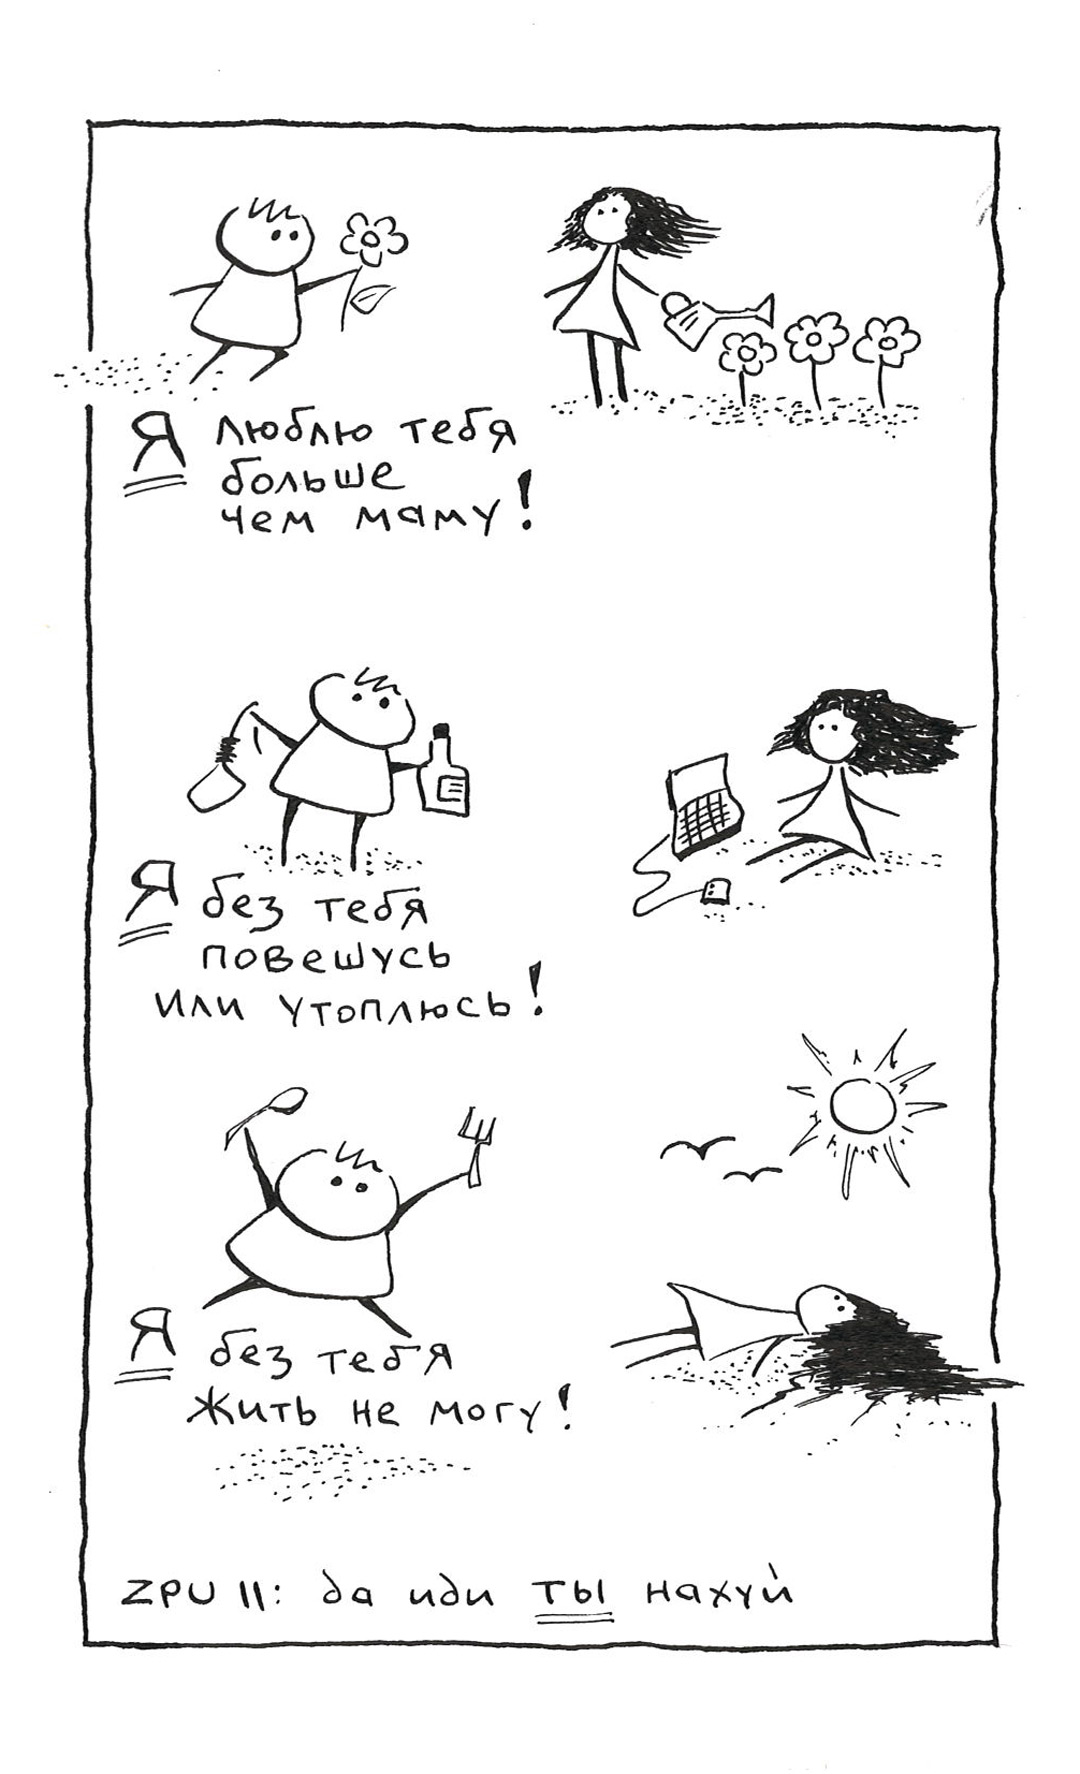 Я люблю тебя
больше
чем маму!
Я без тебя
повешусь
или утоплюсь!
Я без тебя
жить не могу!
ZPU II: да иди ты нахуй